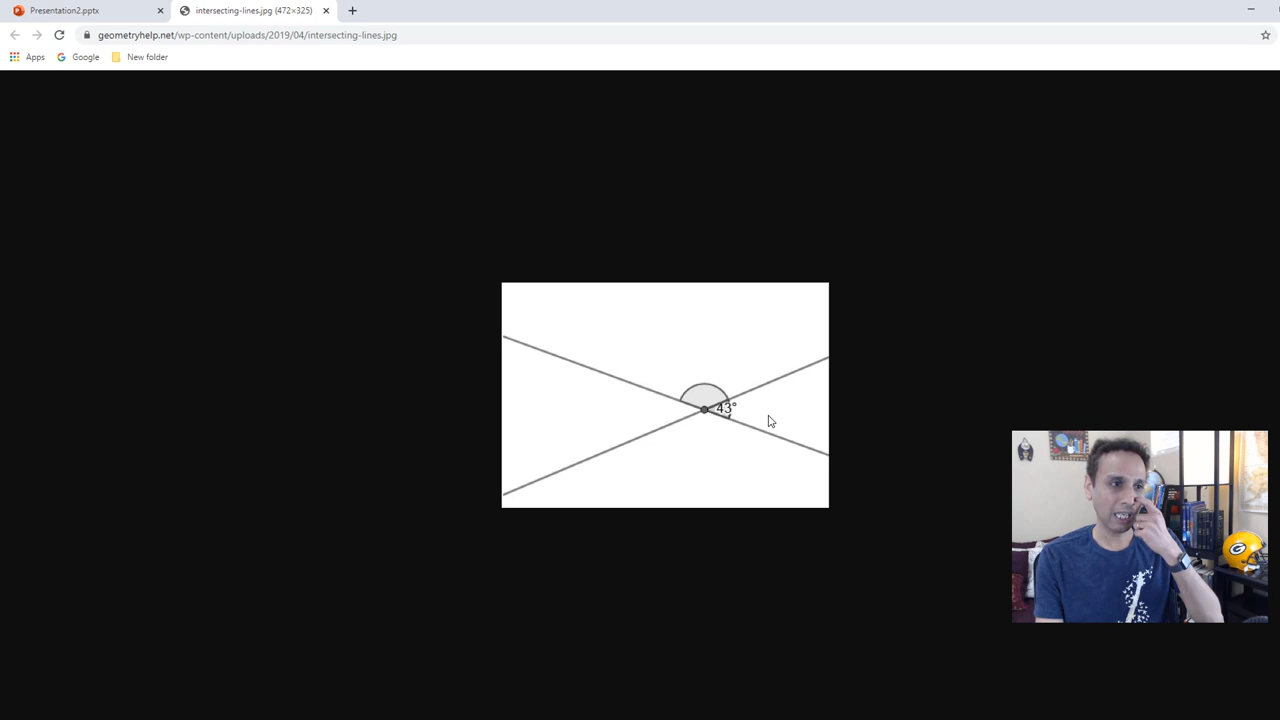 Presentation2.pptx
intersecting-lines.jpg (472×325)
geometryhelp.net/wp-content/uploads/2019/04/intersecting-lines.jpg
Apps
Google
New folder
43°